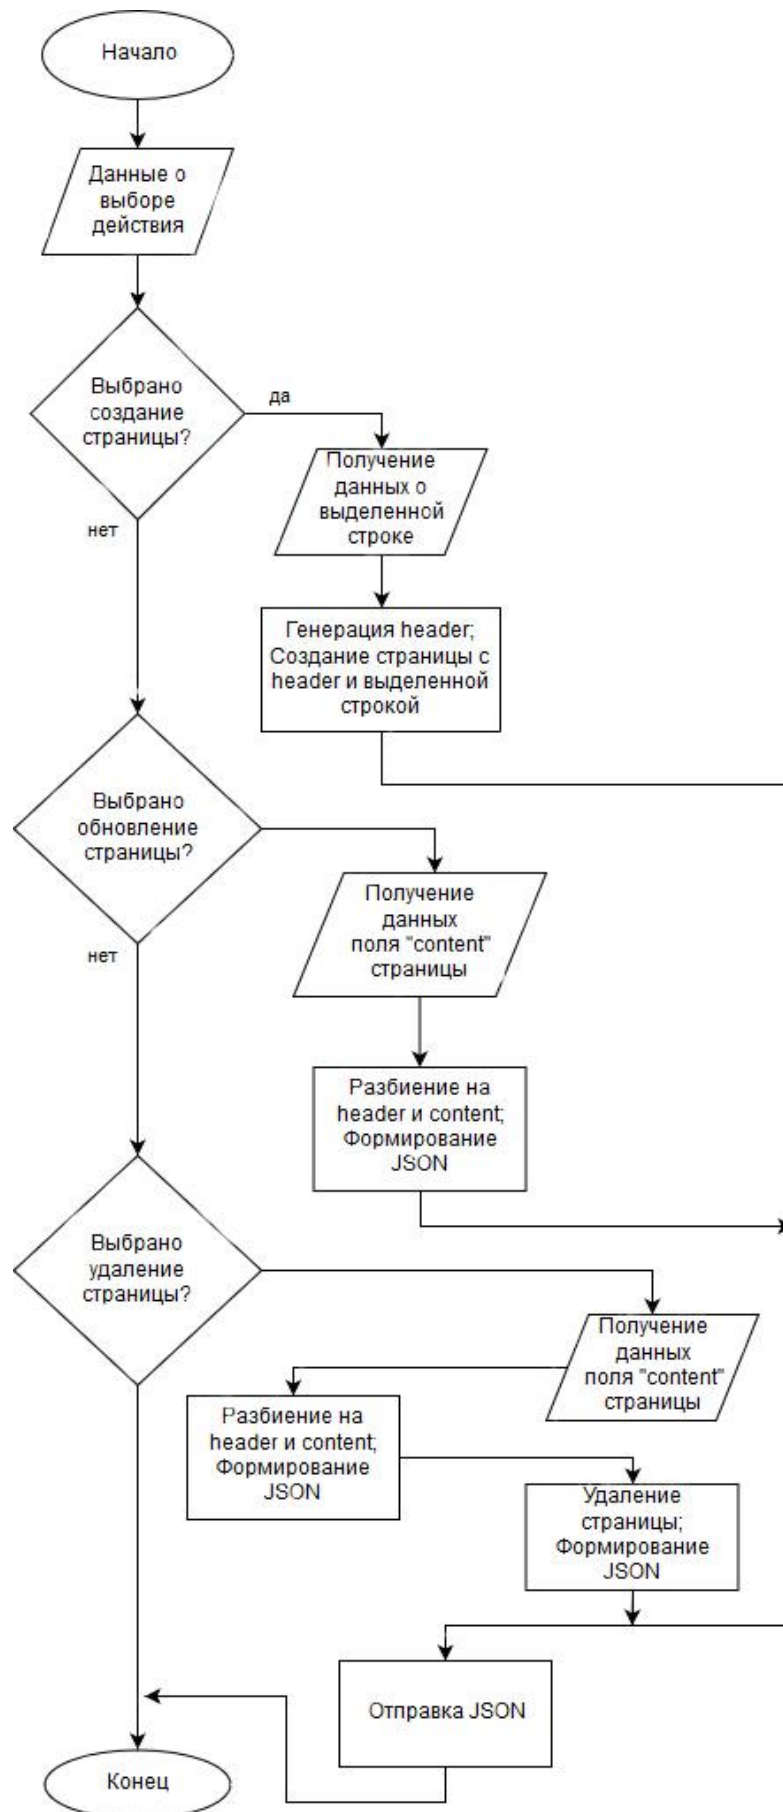 Начало
Данные о
выборе
действия
Выбрано
создание
страницы?
да
нет
Получение
данных о
выделенной
строке
Генерация header;
Создание страницы с
header и выделенной
строкой
Выбрано
обновление
страницы?
нет
Получение
данных
поля "content"
страницы
Разбиение на
header и content;
Формирование
JSON
Выбрано
удаление
страницы?
Получение
данных
поля "content"
страницы
Разбиение на
header и content;
Формирование
JSON
Удаление
страницы;
Формирование
JSON
Отправка JSON
Конец